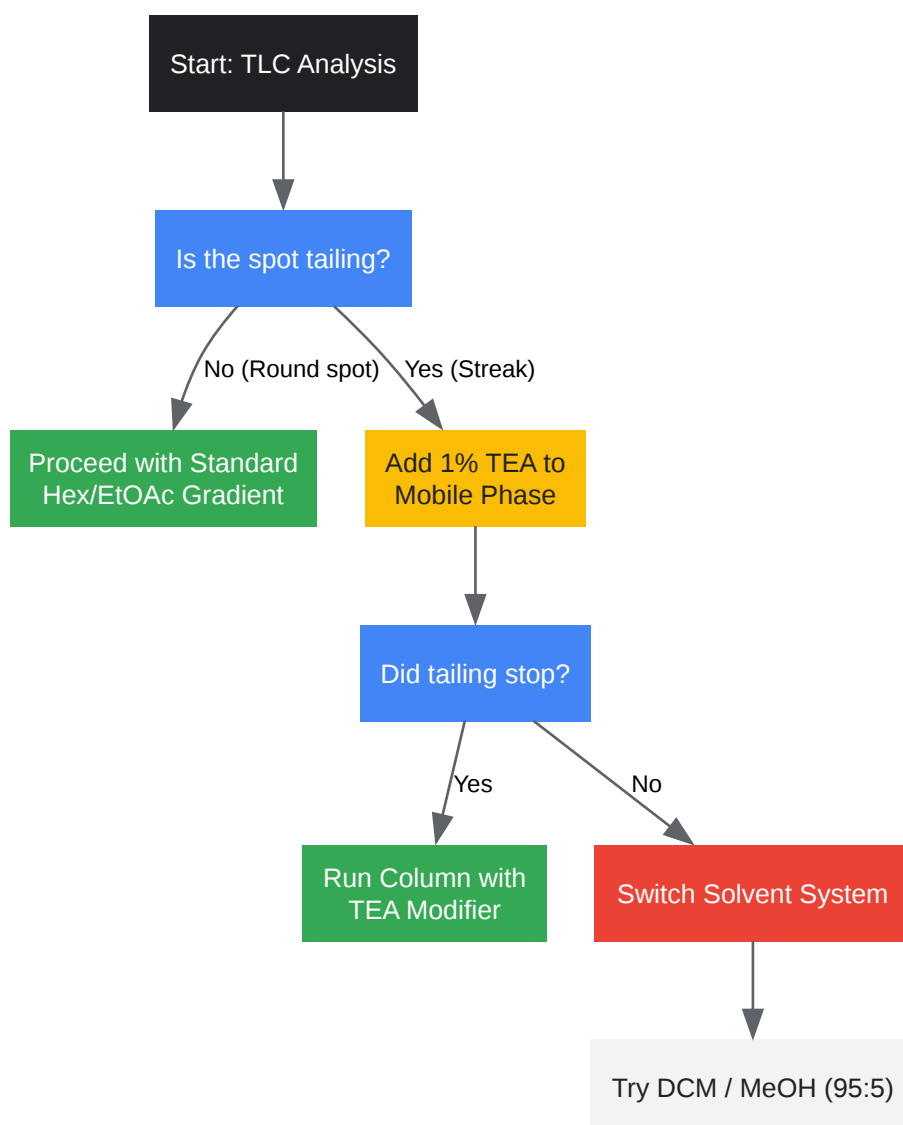 Start: TLC Analysis
Is the spot tailing?
No (Round spot)
Yes (Streak)
Proceed with Standard
Hex/EtOAc Gradient
Add 1% TEA to
Mobile Phase
Did tailing stop?
Yes
No
Run Column with
TEA Modifier
Switch Solvent System
Try DCM / MeOH (95:5)